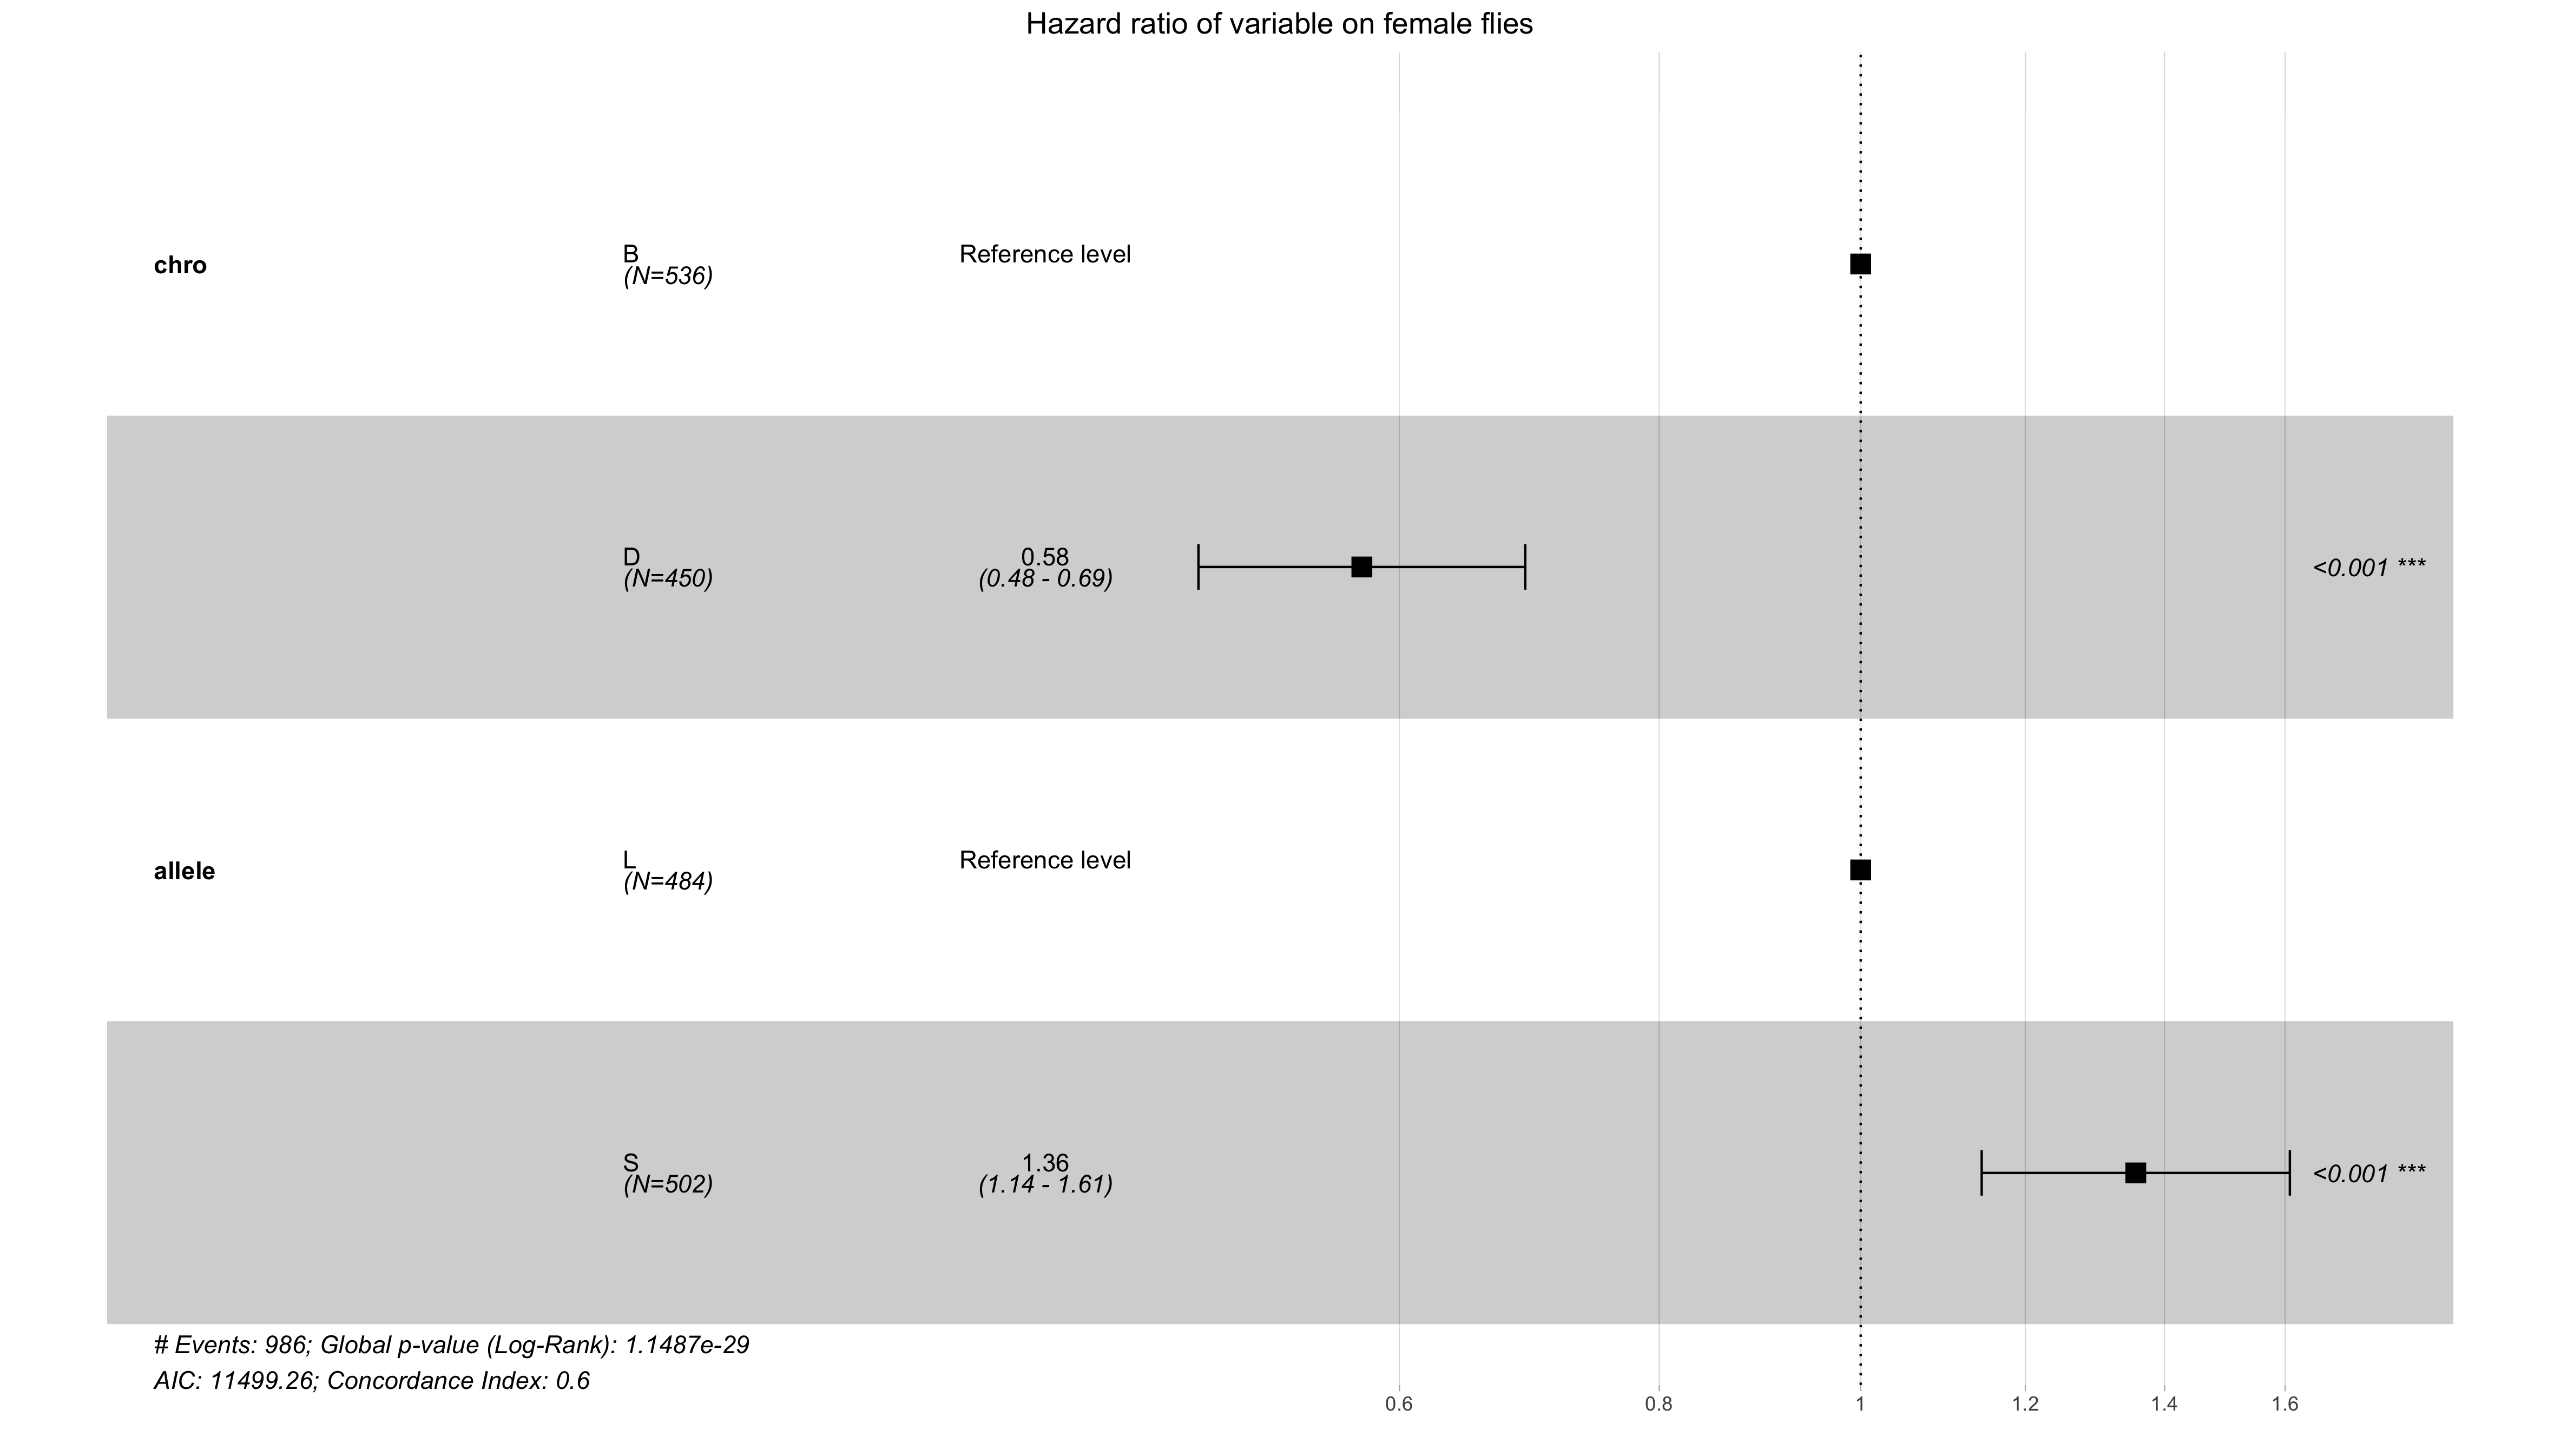 Hazard ratio of variable on female flies
chro
B
(N=536)
Reference level
D
(N=450)
0.58
(0.48 - 0.69)
<0.001 ***
allele
L
(N=484)
Reference level
S
(N=502)
1.36
(1.14 - 1.61)
<0.001 ***
# Events: 986; Global p-value (Log-Rank): 1.1487e-29
AIC: 11499.26; Concordance Index: 0.6
0.6 0.8 1 1.2 1.4 1.6